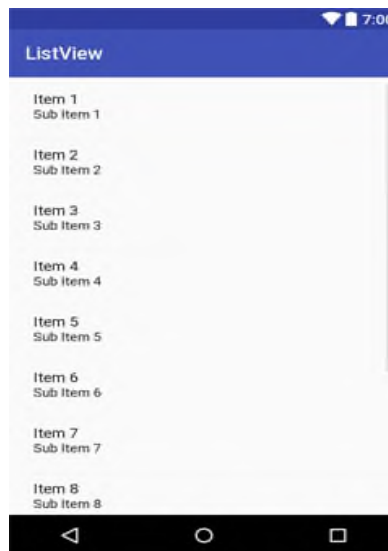 7:00
ListView
Item 1
Sub Item 1
Item 2
Sub Item 2
Item 3
Sub Item 3
Item 4
Sub Item 4
Item 5
Sub Item 5
Item 6
Sub Item 6
Item 7
Sub Item 7
Item 8
Sub Item 8